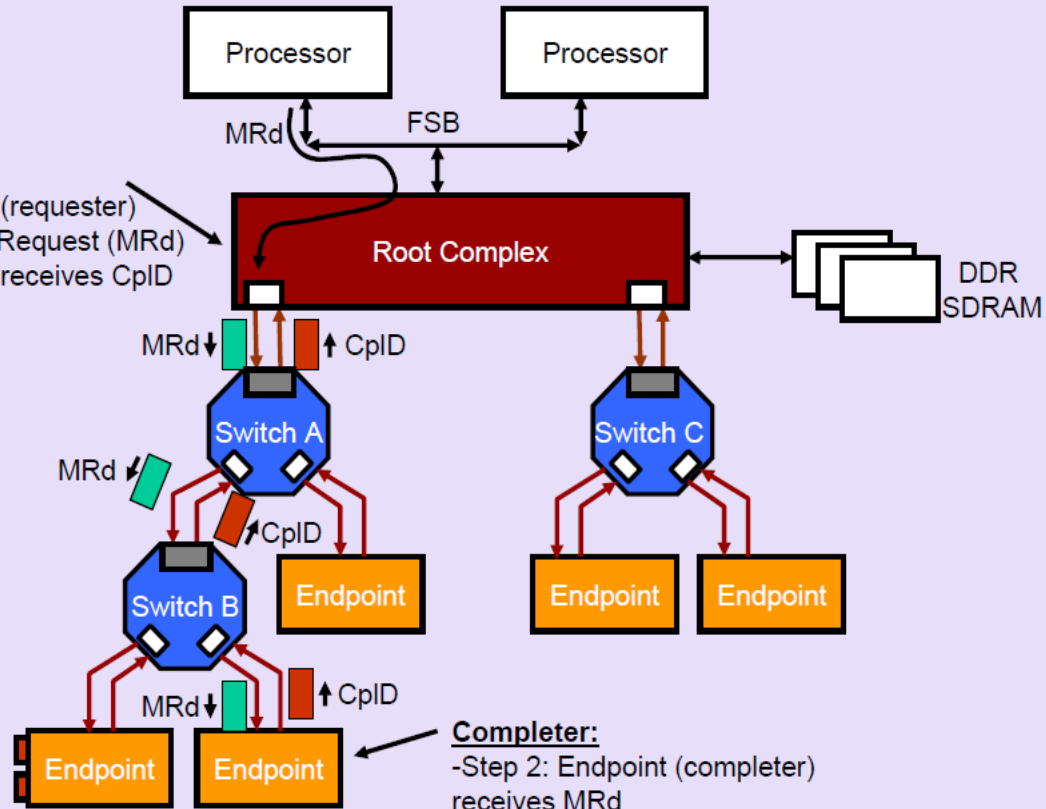 Processor
Processor
MRd
FSB
(requester)
Request (MRd)
receives CplD
Root Complex
DDR
SDRAM
MRd
CplD
Switch A
Switch C
MRd
CplD
Switch B
Endpoint
Endpoint
Endpoint
MRd
CplD
Endpoint
Endpoint
Completer:
-Step 2: Endpoint (completer)
receives MRd